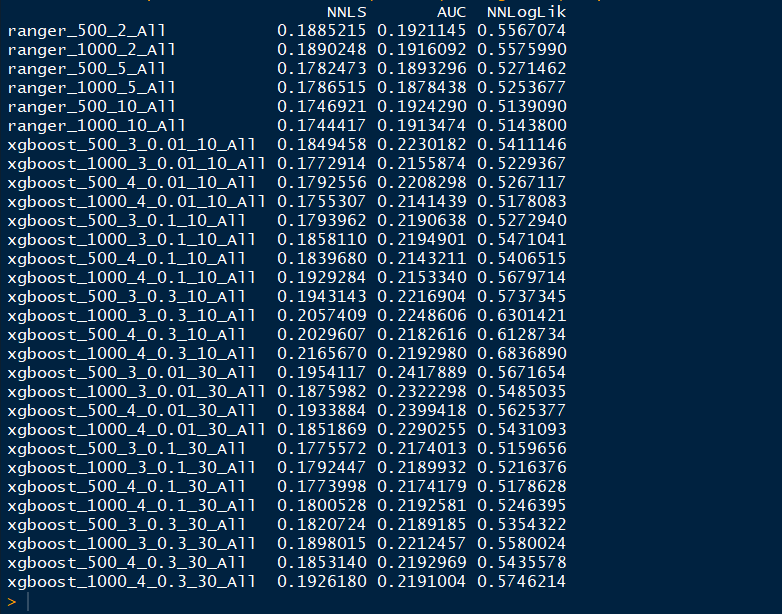 NNLS AUC NNLogLik
ranger_500_2_All 0.1885215 0.1921145 0.5567074
ranger_1000_2_All 0.1890248 0.1916092 0.5575990
ranger_500_5_All 0.1782473 0.1893296 0.5271462
ranger_1000_5_All 0.1786515 0.1878438 0.5253677
ranger_500_10_All 0.1746921 0.1924290 0.5139090
ranger_1000_10_All 0.1744417 0.1913474 0.5143800
xgboost_500_3_0.01_10_All 0.1849458 0.2230182 0.5411146
xgboost_1000_3_0.01_10_All 0.1772914 0.2155874 0.5229367
xgboost_500_4_0.01_10_All 0.1792556 0.2208298 0.5267117
xgboost_1000_4_0.01_10_All 0.1755307 0.2141439 0.5178083
xgboost_500_3_0.1_10_All 0.1793962 0.2190638 0.5272940
xgboost_1000_3_0.1_10_All 0.1858110 0.2194901 0.5471041
xgboost_500_4_0.1_10_All 0.1839680 0.2143211 0.5406515
xgboost_1000_4_0.1_10_All 0.1929284 0.2153340 0.5679714
xgboost_500_3_0.3_10_All 0.1943143 0.2216904 0.5737345
xgboost_1000_3_0.3_10_All 0.2057409 0.2248606 0.6301421
xgboost_500_4_0.3_10_All 0.2029607 0.2182616 0.6128734
xgboost_1000_4_0.3_10_All 0.2165670 0.2192980 0.6836890
xgboost_500_3_0.01_30_All 0.1954117 0.2417889 0.5671654
xgboost_1000_3_0.01_30_All 0.1875982 0.2322298 0.5485035
xgboost_500_4_0.01_30_All 0.1933884 0.2399418 0.5625377
xgboost_1000_4_0.01_30_All 0.1851869 0.2290255 0.5431093
xgboost_500_3_0.1_30_All 0.1775572 0.2174013 0.5159656
xgboost_1000_3_0.1_30_All 0.1792447 0.2189932 0.5216376
xgboost_500_4_0.1_30_All 0.1773998 0.2174179 0.5178628
xgboost_1000_4_0.1_30_All 0.1800528 0.2192581 0.5246395
xgboost_500_3_0.3_30_All 0.1820724 0.2189185 0.5354322
xgboost_1000_3_0.3_30_All 0.1898015 0.2212457 0.5580024
xgboost_500_4_0.3_30_All 0.1853140 0.2192969 0.5435578
xgboost_1000_4_0.3_30_All 0.1926180 0.2191004 0.5746214
>